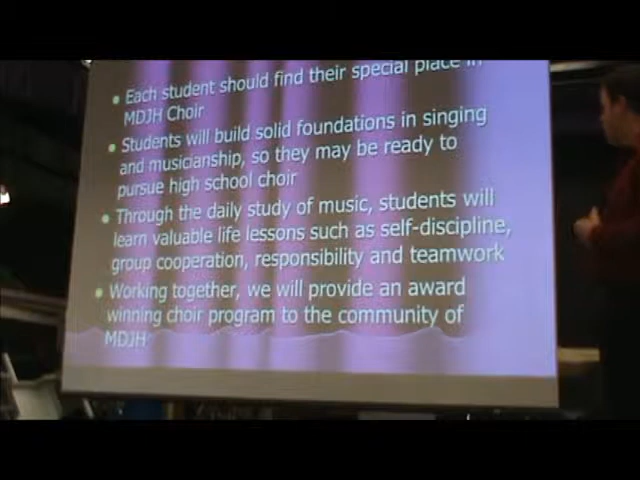 • Each student should find their special place in
MDJH Choir
• Students will build solid foundations in singing
and musicianship, so they may be ready to
pursue high school choir
• Through the daily study of music, students will
learn valuable life lessons such as self-discipline,
group cooperation, responsibility and teamwork
• Working together, we will provide an award
winning choir program to the community of
MDJH